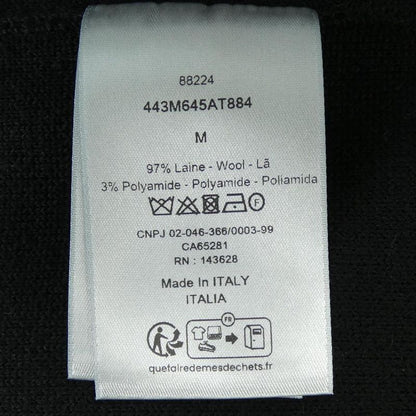 88224
443M645AT884
M
97% Laine - Wool - Lã
3% Polyamide - Polyamide - Poliamida
F
CNPJ 02-046-366/0003-99
CA65281
RN : 143628
Made In ITALY
ITALIA
FR
quefairedemesdechets.fr